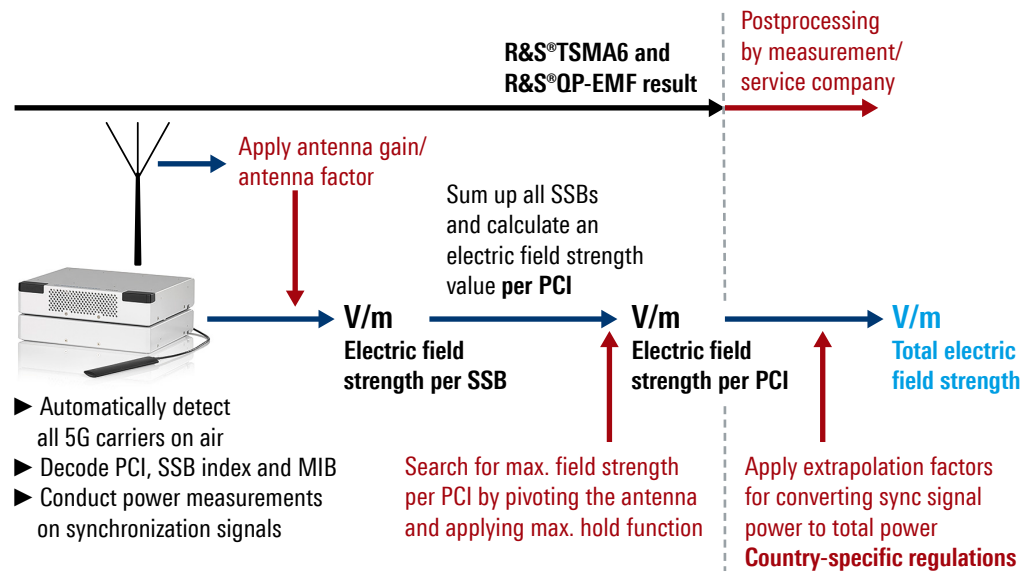 R&S®TSMA6 and
R&S®QP-EMF result
Postprocessing
by measurement/
service company
Apply antenna gain/
antenna factor
Sum up all SSBs
and calculate an
electric field strength
value per PCI
V/m
Electric field
strength per SSB
V/m
Electric field
strength per PCI
V/m
Total electric
field strength
▶ Automatically detect
all 5G carriers on air
▶ Decode PCI, SSB index and MIB
▶ Conduct power measurements
on synchronization signals
Search for max. field strength
per PCI by pivoting the antenna
and applying max. hold function
Apply extrapolation factors
for converting sync signal
power to total power
Country-specific regulations